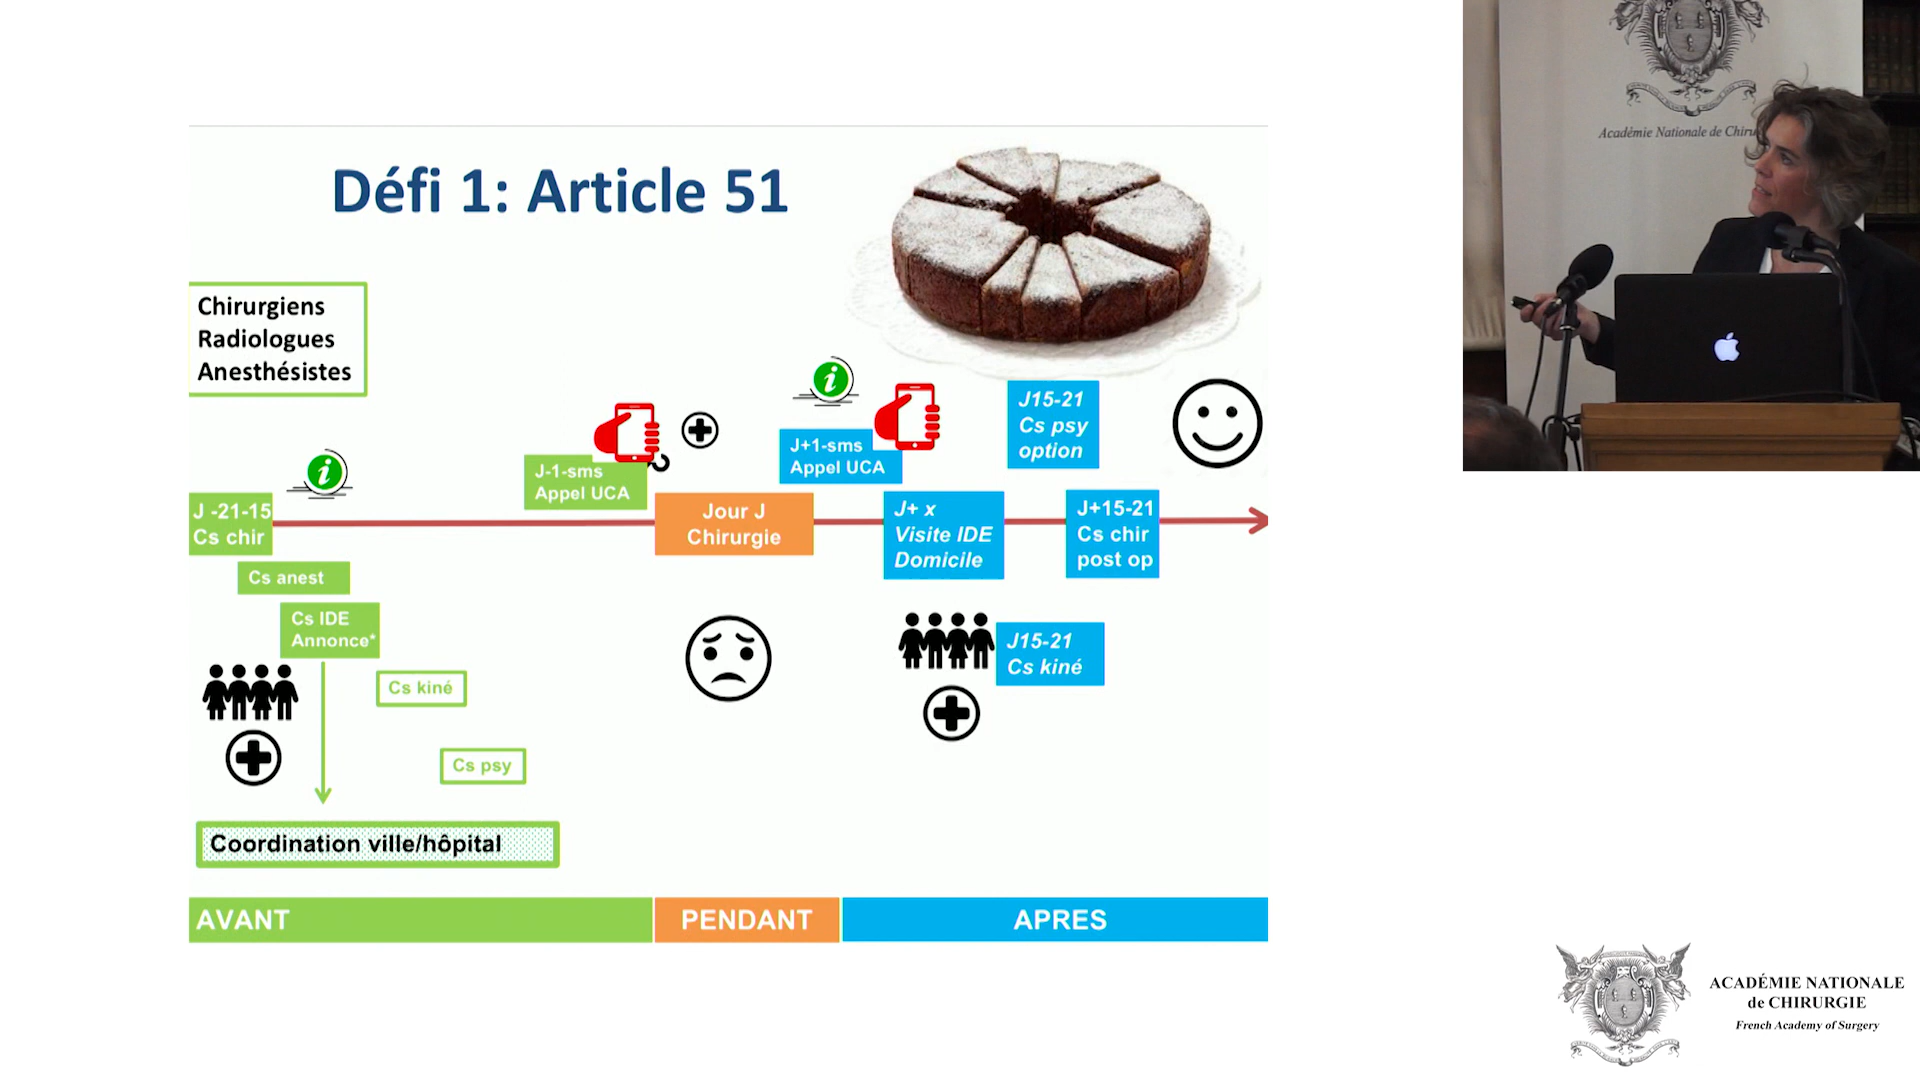 Défi 1: Article 51
Chirurgiens
Radiologues
Anesthésistes
J -21-15
Cs chir
Cs anest
Cs IDE
Annonce*
Cs kiné
Cs psy
Coordination ville/hôpital
J-1-sms
Appel UCA
Jour J
Chirurgie
J+1-sms
Appel UCA
J+ x
Visite IDE
Domicile
J15-21
Cs psy
option
J+15-21
Cs chir
post op
J15-21
Cs kiné
AVANT
PENDANT
APRES
Académie Nationale de Chiru
ACADÉMIE NATIONALE
de CHIRURGIE
French Academy of Surgery